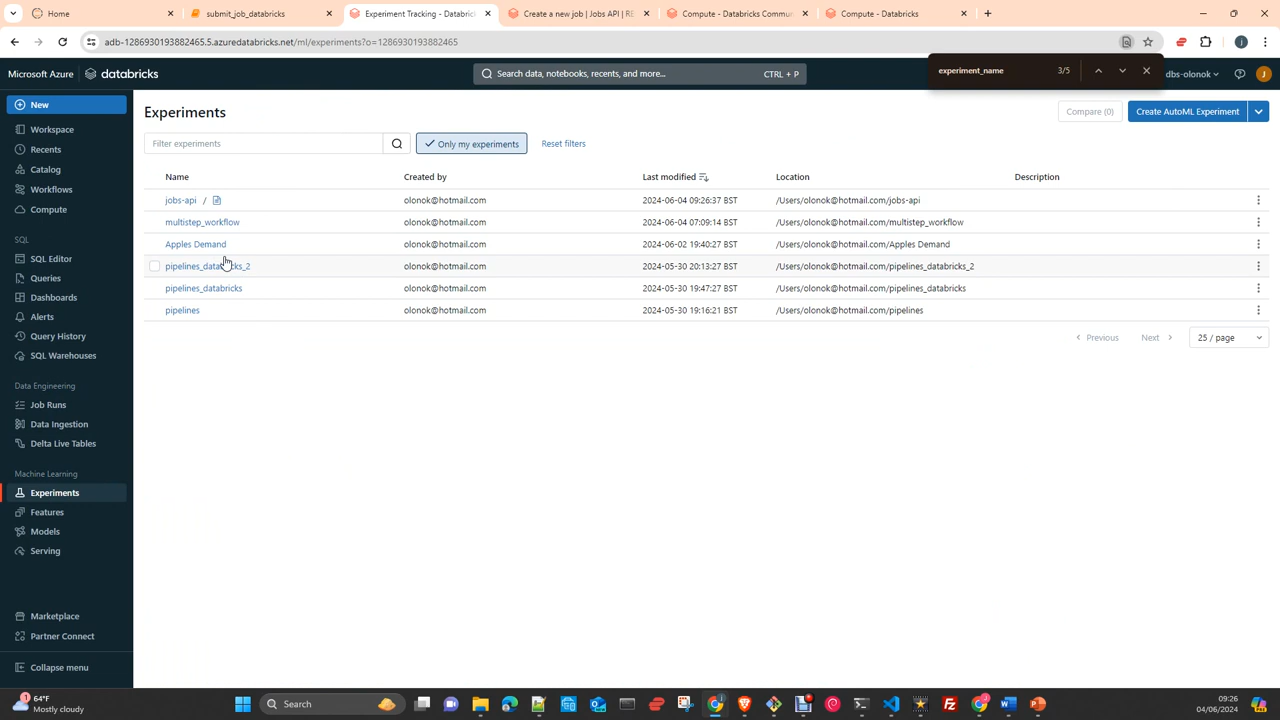 Home
submit_job_databricks
Experiment Tracking - Databric
Create a new job | Jobs API | RE
Compute - Databricks Commun
Compute - Databricks
adb-1286930193882465.5.azuredatabricks.net/ml/experiments?o=1286930193882465
Microsoft Azure databricks
Search data, notebooks, recents, and more... CTRL + P
experiment_name 3/5
dbs-olonok
J
New
Workspace
Recents
Catalog
Workflows
Compute
SQL
SQL Editor
Queries
Dashboards
Alerts
Query History
SQL Warehouses
Data Engineering
Job Runs
Data Ingestion
Delta Live Tables
Machine Learning
Experiments
Features
Models
Serving
Marketplace
Partner Connect
Collapse menu
Experiments
Compare (0) Create AutoML Experiment
Filter experiments Only my experiments Reset filters
Name Created by Last modified Location Description
jobs-api / olonok@hotmail.com 2024-06-04 09:26:37 BST /Users/olonok@hotmail.com/jobs-api
multistep_workflow olonok@hotmail.com 2024-06-04 07:09:14 BST /Users/olonok@hotmail.com/multistep_workflow
Apples Demand olonok@hotmail.com 2024-06-02 19:40:27 BST /Users/olonok@hotmail.com/Apples Demand
pipelines_databricks_2 olonok@hotmail.com 2024-05-30 20:13:27 BST /Users/olonok@hotmail.com/pipelines_databricks_2
pipelines_databricks olonok@hotmail.com 2024-05-30 19:47:27 BST /Users/olonok@hotmail.com/pipelines_databricks
pipelines olonok@hotmail.com 2024-05-30 19:16:21 BST /Users/olonok@hotmail.com/pipelines
Previous Next 25 / page
64°F
Mostly cloudy
Search
09:26
04/06/2024